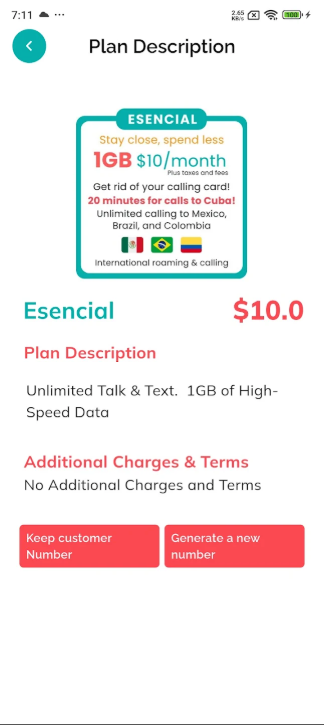 7:11
2.65
KB/s
100
Plan Description
ESENCIAL
Stay close, spend less
1GB $10/month
Plus taxes and fees
Get rid of your calling card!
20 minutes for calls to Cuba!
Unlimited calling to Mexico,
Brazil, and Colombia
International roaming & calling
Esencial $10.0
Plan Description
Unlimited Talk & Text.  1GB of High-
Speed Data
Additional Charges & Terms
No Additional Charges and Terms
Keep customer
Number
Generate a new
number